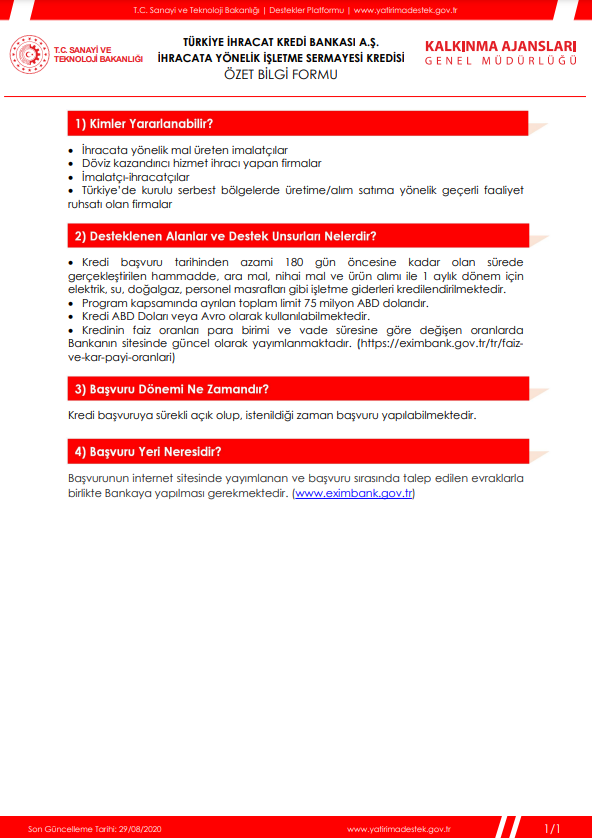 T.C. Sanayi ve Teknoloji Bakanlığı | Destekler Platformu | www.yatirimadestek.gov.tr
T.C. SANAYİ VE
TEKNOLOJİ BAKANLIĞI
TÜRKİYE İHRACAT KREDİ BANKASI A.Ş.
İHRACATA YÖNELİK İŞLETME SERMAYESİ KREDİSİ
ÖZET BİLGİ FORMU
KALKINMA AJANSLARI
GENEL MÜDÜRLÜĞÜ
1) Kimler Yararlanabilir?
• İhracata yönelik mal üreten imalatçılar
• Döviz kazandırıcı hizmet ihracı yapan firmalar
• İmalatçı-ihracatçılar
• Türkiye’de kurulu serbest bölgelerde üretime/alım satıma yönelik geçerli faaliyet
ruhsatı olan firmalar
2) Desteklenen Alanlar ve Destek Unsurları Nelerdir?
• Kredi başvuru tarihinden azami 180 gün öncesine kadar olan sürede
gerçekleştirilen hammadde, ara mal, nihai mal ve ürün alımı ile 1 aylık dönem için
elektrik, su, doğalgaz, personel masrafları gibi işletme giderleri kredilendirilmektedir.
• Program kapsamında ayrılan toplam limit 75 milyon ABD dolarıdır.
• Kredi ABD Doları veya Avro olarak kullanılabilmektedir.
• Kredinin faiz oranları para birimi ve vade süresine göre değişen oranlarda
Bankanın sitesinde güncel olarak yayımlanmaktadır. (https://eximbank.gov.tr/tr/faiz-
ve-kar-payi-oranlari)
3) Başvuru Dönemi Ne Zamandır?
Kredi başvuruya sürekli açık olup, istenildiği zaman başvuru yapılabilmektedir.
4) Başvuru Yeri Neresidir?
Başvurunun internet sitesinde yayımlanan ve başvuru sırasında talep edilen evraklarla
birlikte Bankaya yapılması gerekmektedir. (www.eximbank.gov.tr)
Son Güncelleme Tarihi: 29/08/2020
www.yatirimadestek.gov.tr
1/1